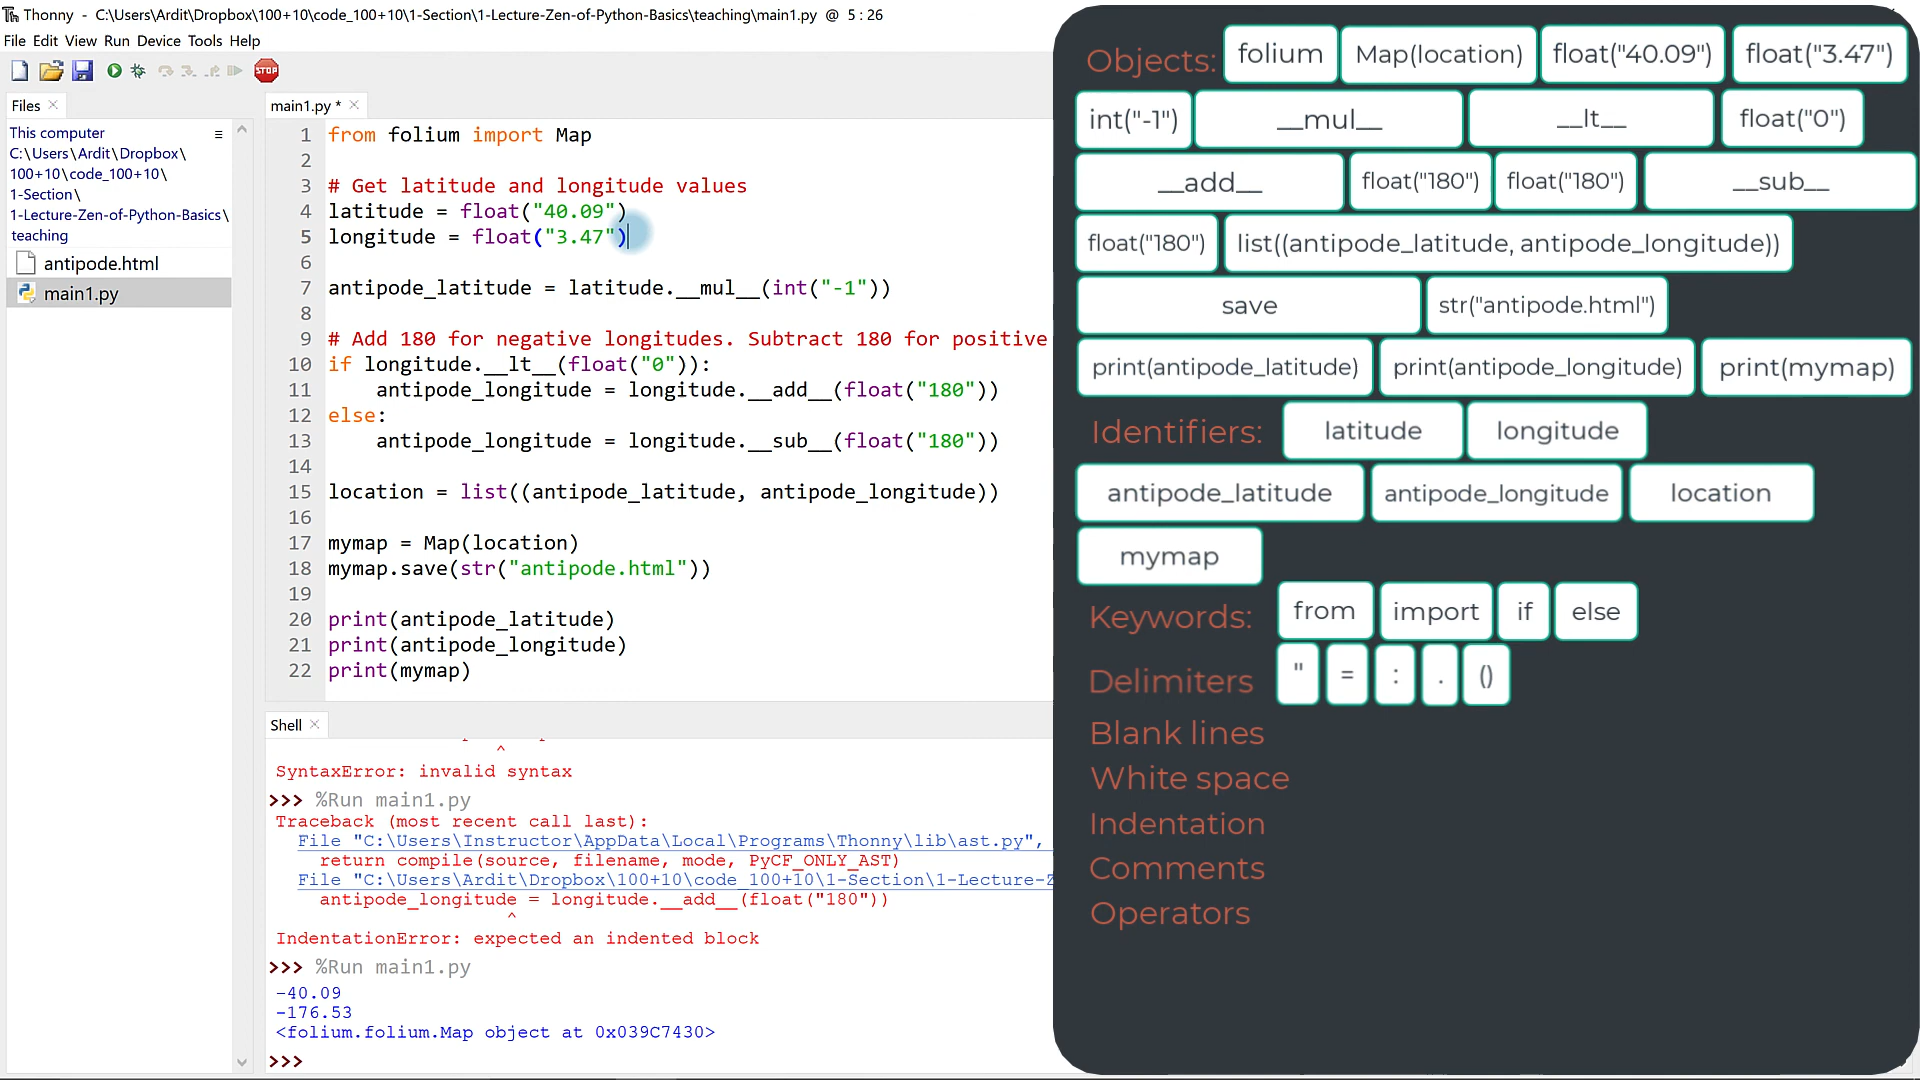 Thonny - C:\Users\Ardit\Dropbox\100+10\code_100+10\1-Section\1-Lecture-Zen-of-Python-Basics\teaching\main1.py @ 5 : 26
File Edit View Run Device Tools Help
STOP
Files
This computer
C:\Users\Ardit\Dropbox\
100+10\code_100+10\
1-Section\
1-Lecture-Zen-of-Python-Basics\
teaching
antipode.html
main1.py
main1.py *
1 from folium import Map
2
3 # Get latitude and longitude values
4 latitude = float("40.09")
5 longitude = float("3.47")
6
7 antipode_latitude = latitude.__mul__(int("-1"))
8
9 # Add 180 for negative longitudes. Subtract 180 for positive
10 if longitude.__lt__(float("0")):
11     antipode_longitude = longitude.__add__(float("180"))
12 else:
13     antipode_longitude = longitude.__sub__(float("180"))
14
15 location = list((antipode_latitude, antipode_longitude))
16
17 mymap = Map(location)
18 mymap.save(str("antipode.html"))
19
20 print(antipode_latitude)
21 print(antipode_longitude)
22 print(mymap)
Shell
^
SyntaxError: invalid syntax
>>> %Run main1.py
Traceback (most recent call last):
File "C:\Users\Instructor\AppData\Local\Programs\Thonny\lib\ast.py",
return compile(source, filename, mode, PyCF_ONLY_AST)
File "C:\Users\Ardit\Dropbox\100+10\code_100+10\1-Section\1-Lecture-Z
antipode_longitude = longitude.__add__(float("180"))
^
IndentationError: expected an indented block
>>> %Run main1.py
-40.09
-176.53
<folium.folium.Map object at 0x039C7430>
>>>
Objects: folium Map(location) float("40.09") float("3.47")
int("-1") __mul__ __lt__ float("0")
__add__ float("180") float("180") __sub__
float("180") list((antipode_latitude, antipode_longitude))
save str("antipode.html")
print(antipode_latitude) print(antipode_longitude) print(mymap)
Identifiers: latitude longitude
antipode_latitude antipode_longitude location
mymap
Keywords: from import if else
Delimiters " = : . ()
Blank lines
White space
Indentation
Comments
Operators